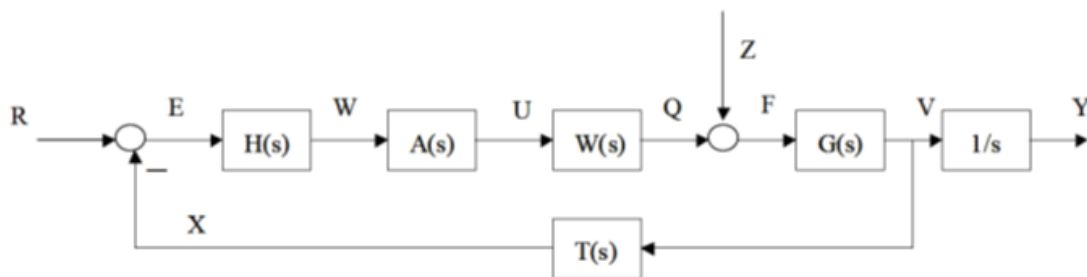 Z
R E W U Q F V Y
H(s) A(s) W(s) G(s) 1/s
X
T(s)